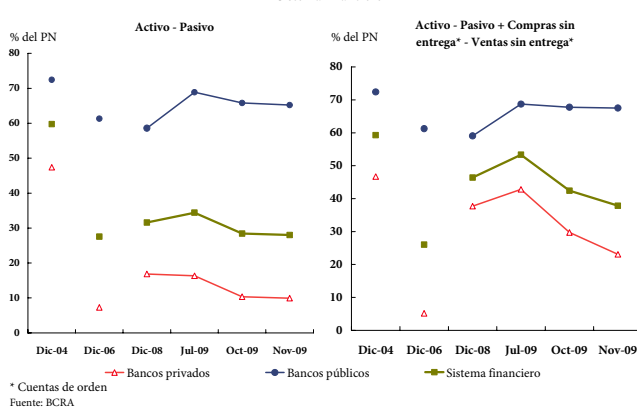 Activo - Pasivo
% del PN
80
70
60
50
40
30
20
10
0
Dic-04 Dic-06 Dic-08 Jul-09 Oct-09 Nov-09
Activo - Pasivo + Compras sin
entrega* - Ventas sin entrega*
% del PN
80
70
60
50
40
30
20
10
0
Dic-04 Dic-06 Dic-08 Jul-09 Oct-09 Nov-09
Bancos privados Bancos públicos Sistema financiero
* Cuentas de orden
Fuente: BCRA